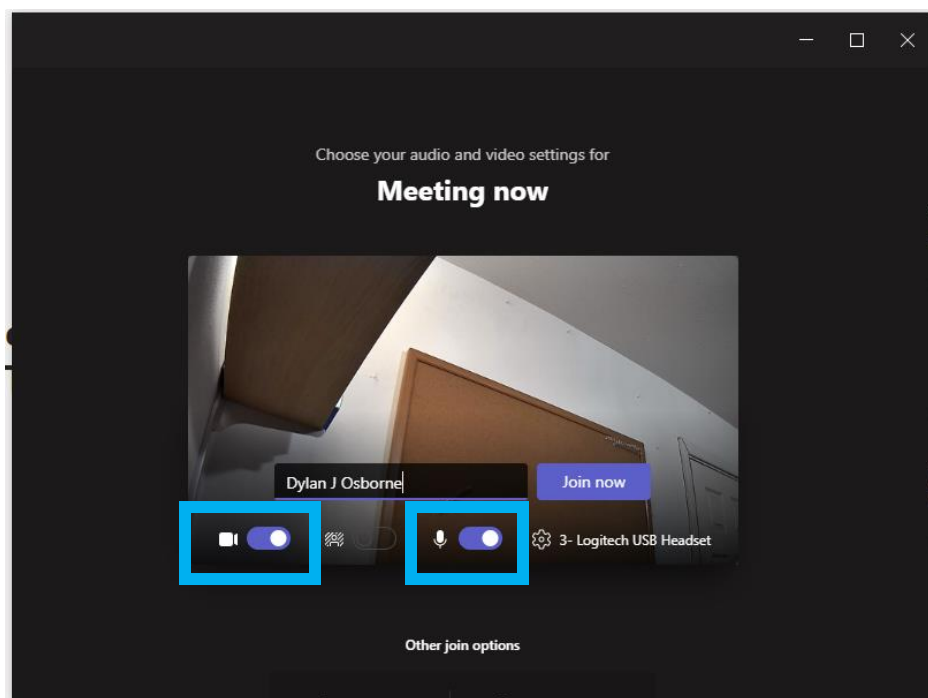 Choose your audio and video settings for
Meeting now
Dylan J Osborne
Join now
3- Logitech USB Headset
Other join options